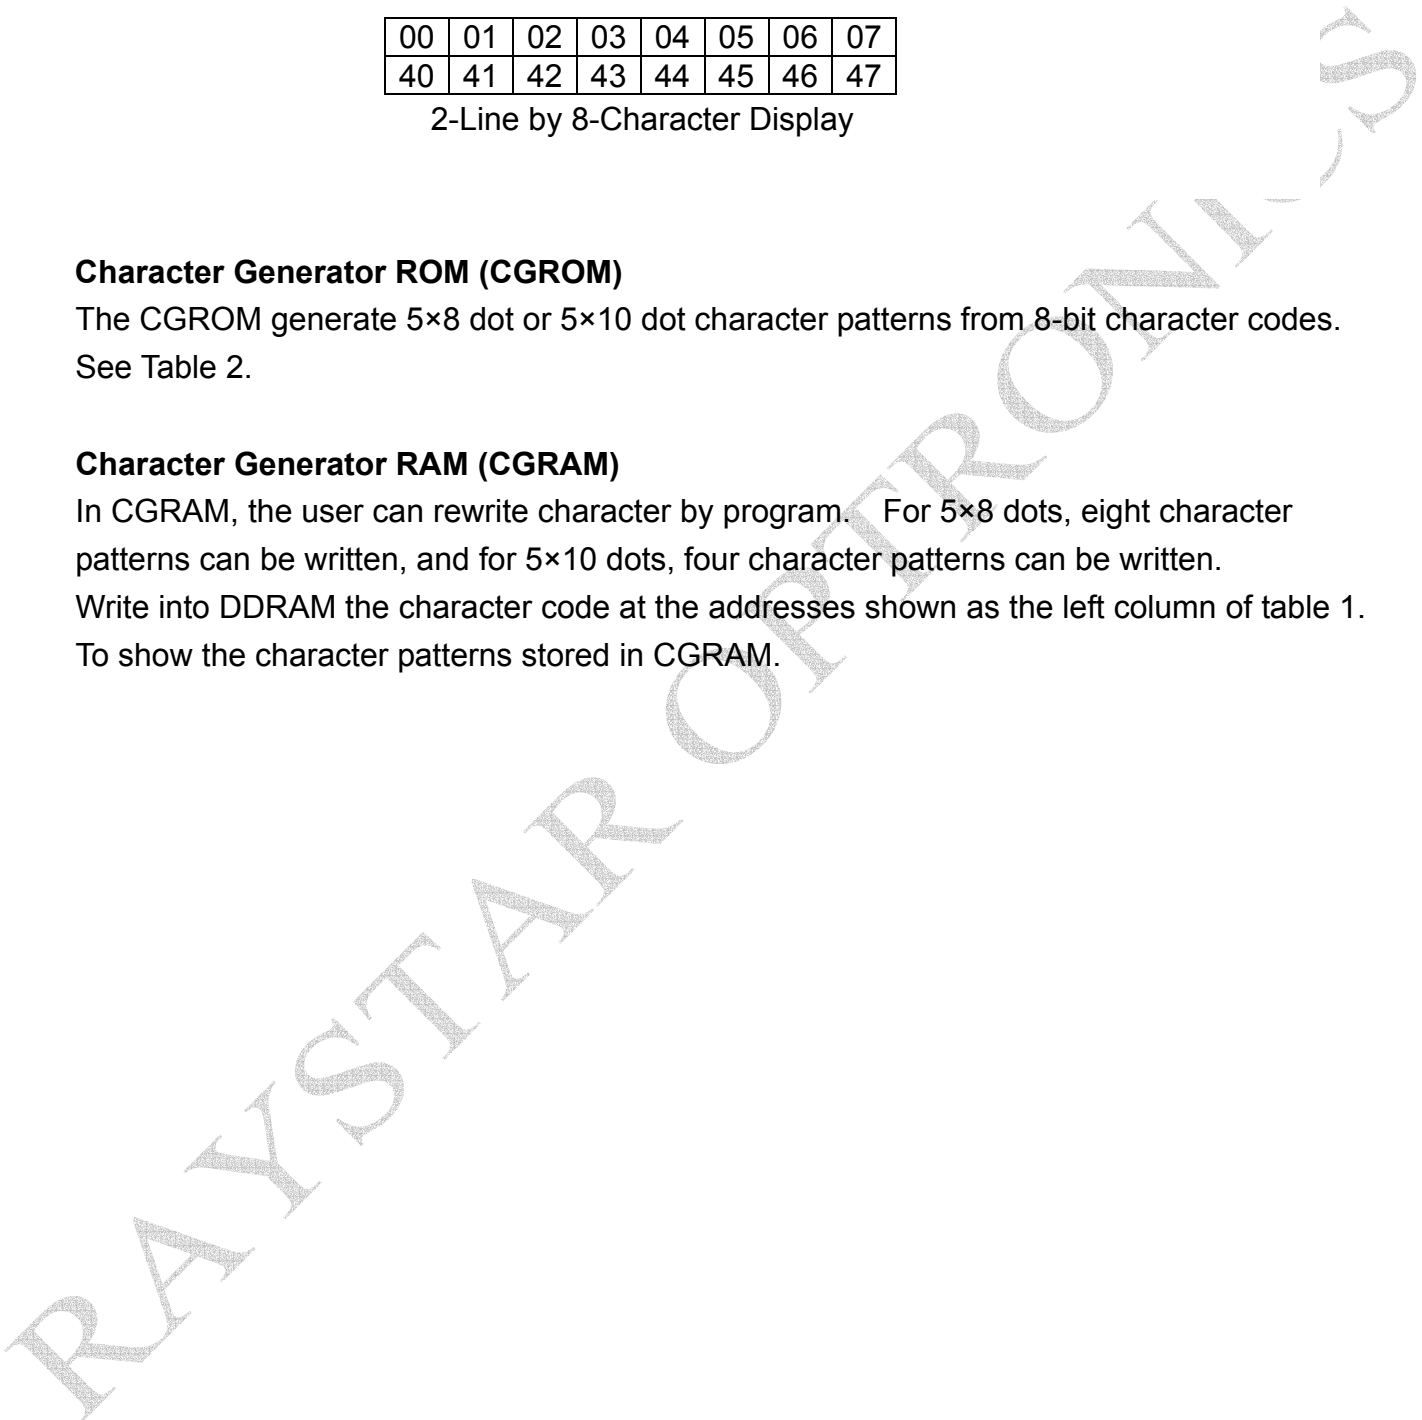 00 01 02 03 04 05 06 07
40 41 42 43 44 45 46 47
2-Line by 8-Character Display
Character Generator ROM (CGROM)
The CGROM generate 5×8 dot or 5×10 dot character patterns from 8-bit character codes.
See Table 2.
Character Generator RAM (CGRAM)
In CGRAM, the user can rewrite character by program. For 5×8 dots, eight character
patterns can be written, and for 5×10 dots, four character patterns can be written.
Write into DDRAM the character code at the addresses shown as the left column of table 1.
To show the character patterns stored in CGRAM.
RAYSTAR OPTRONICS